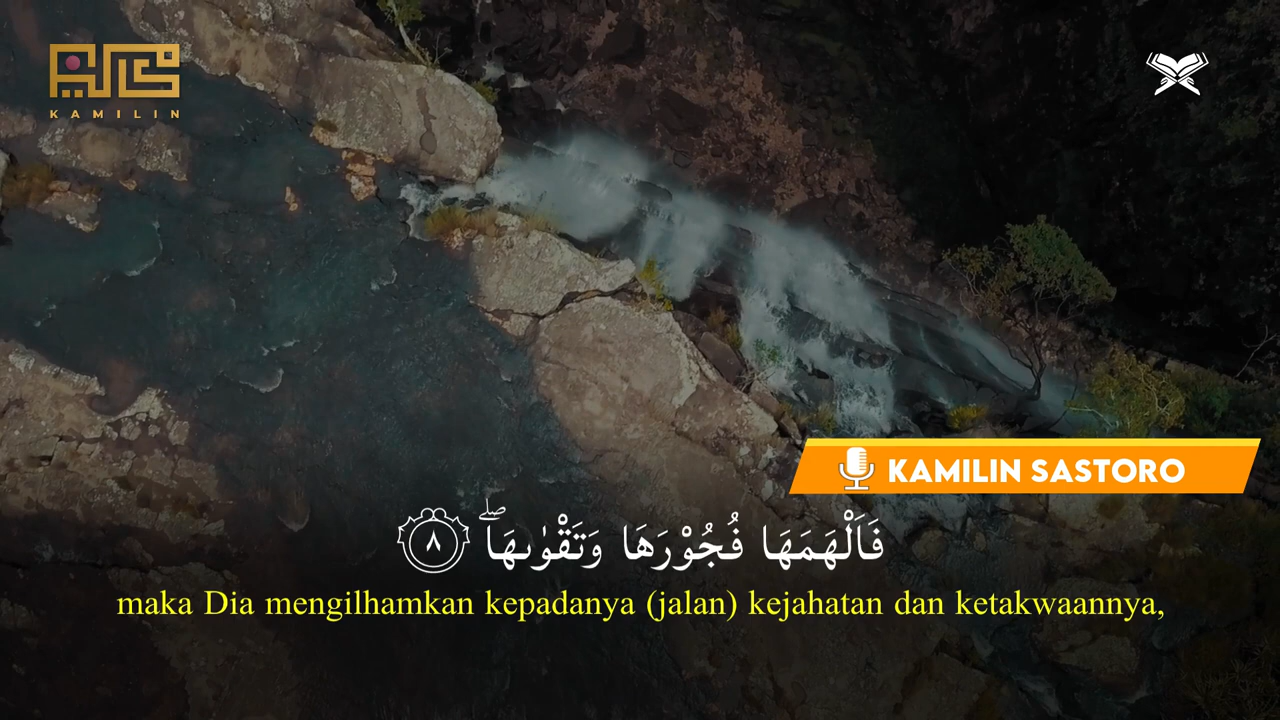 KAMILIN
KAMILIN SASTORO
فَاَلْهَمَهَا فُجُوْرَهَا وَتَقْوٰىهَاۖ ٨
maka Dia mengilhamkan kepadanya (jalan) kejahatan dan ketakwaannya,